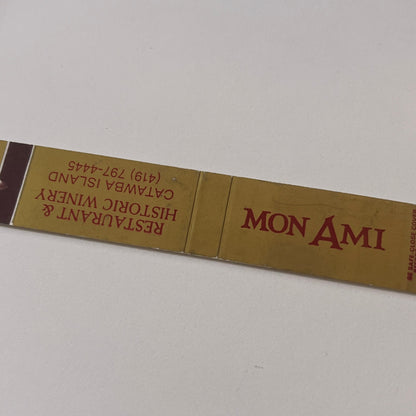 MON AMI
RESTAURANT &
HISTORIC WINERY
CATAWBA ISLAND
(419) 797-4445